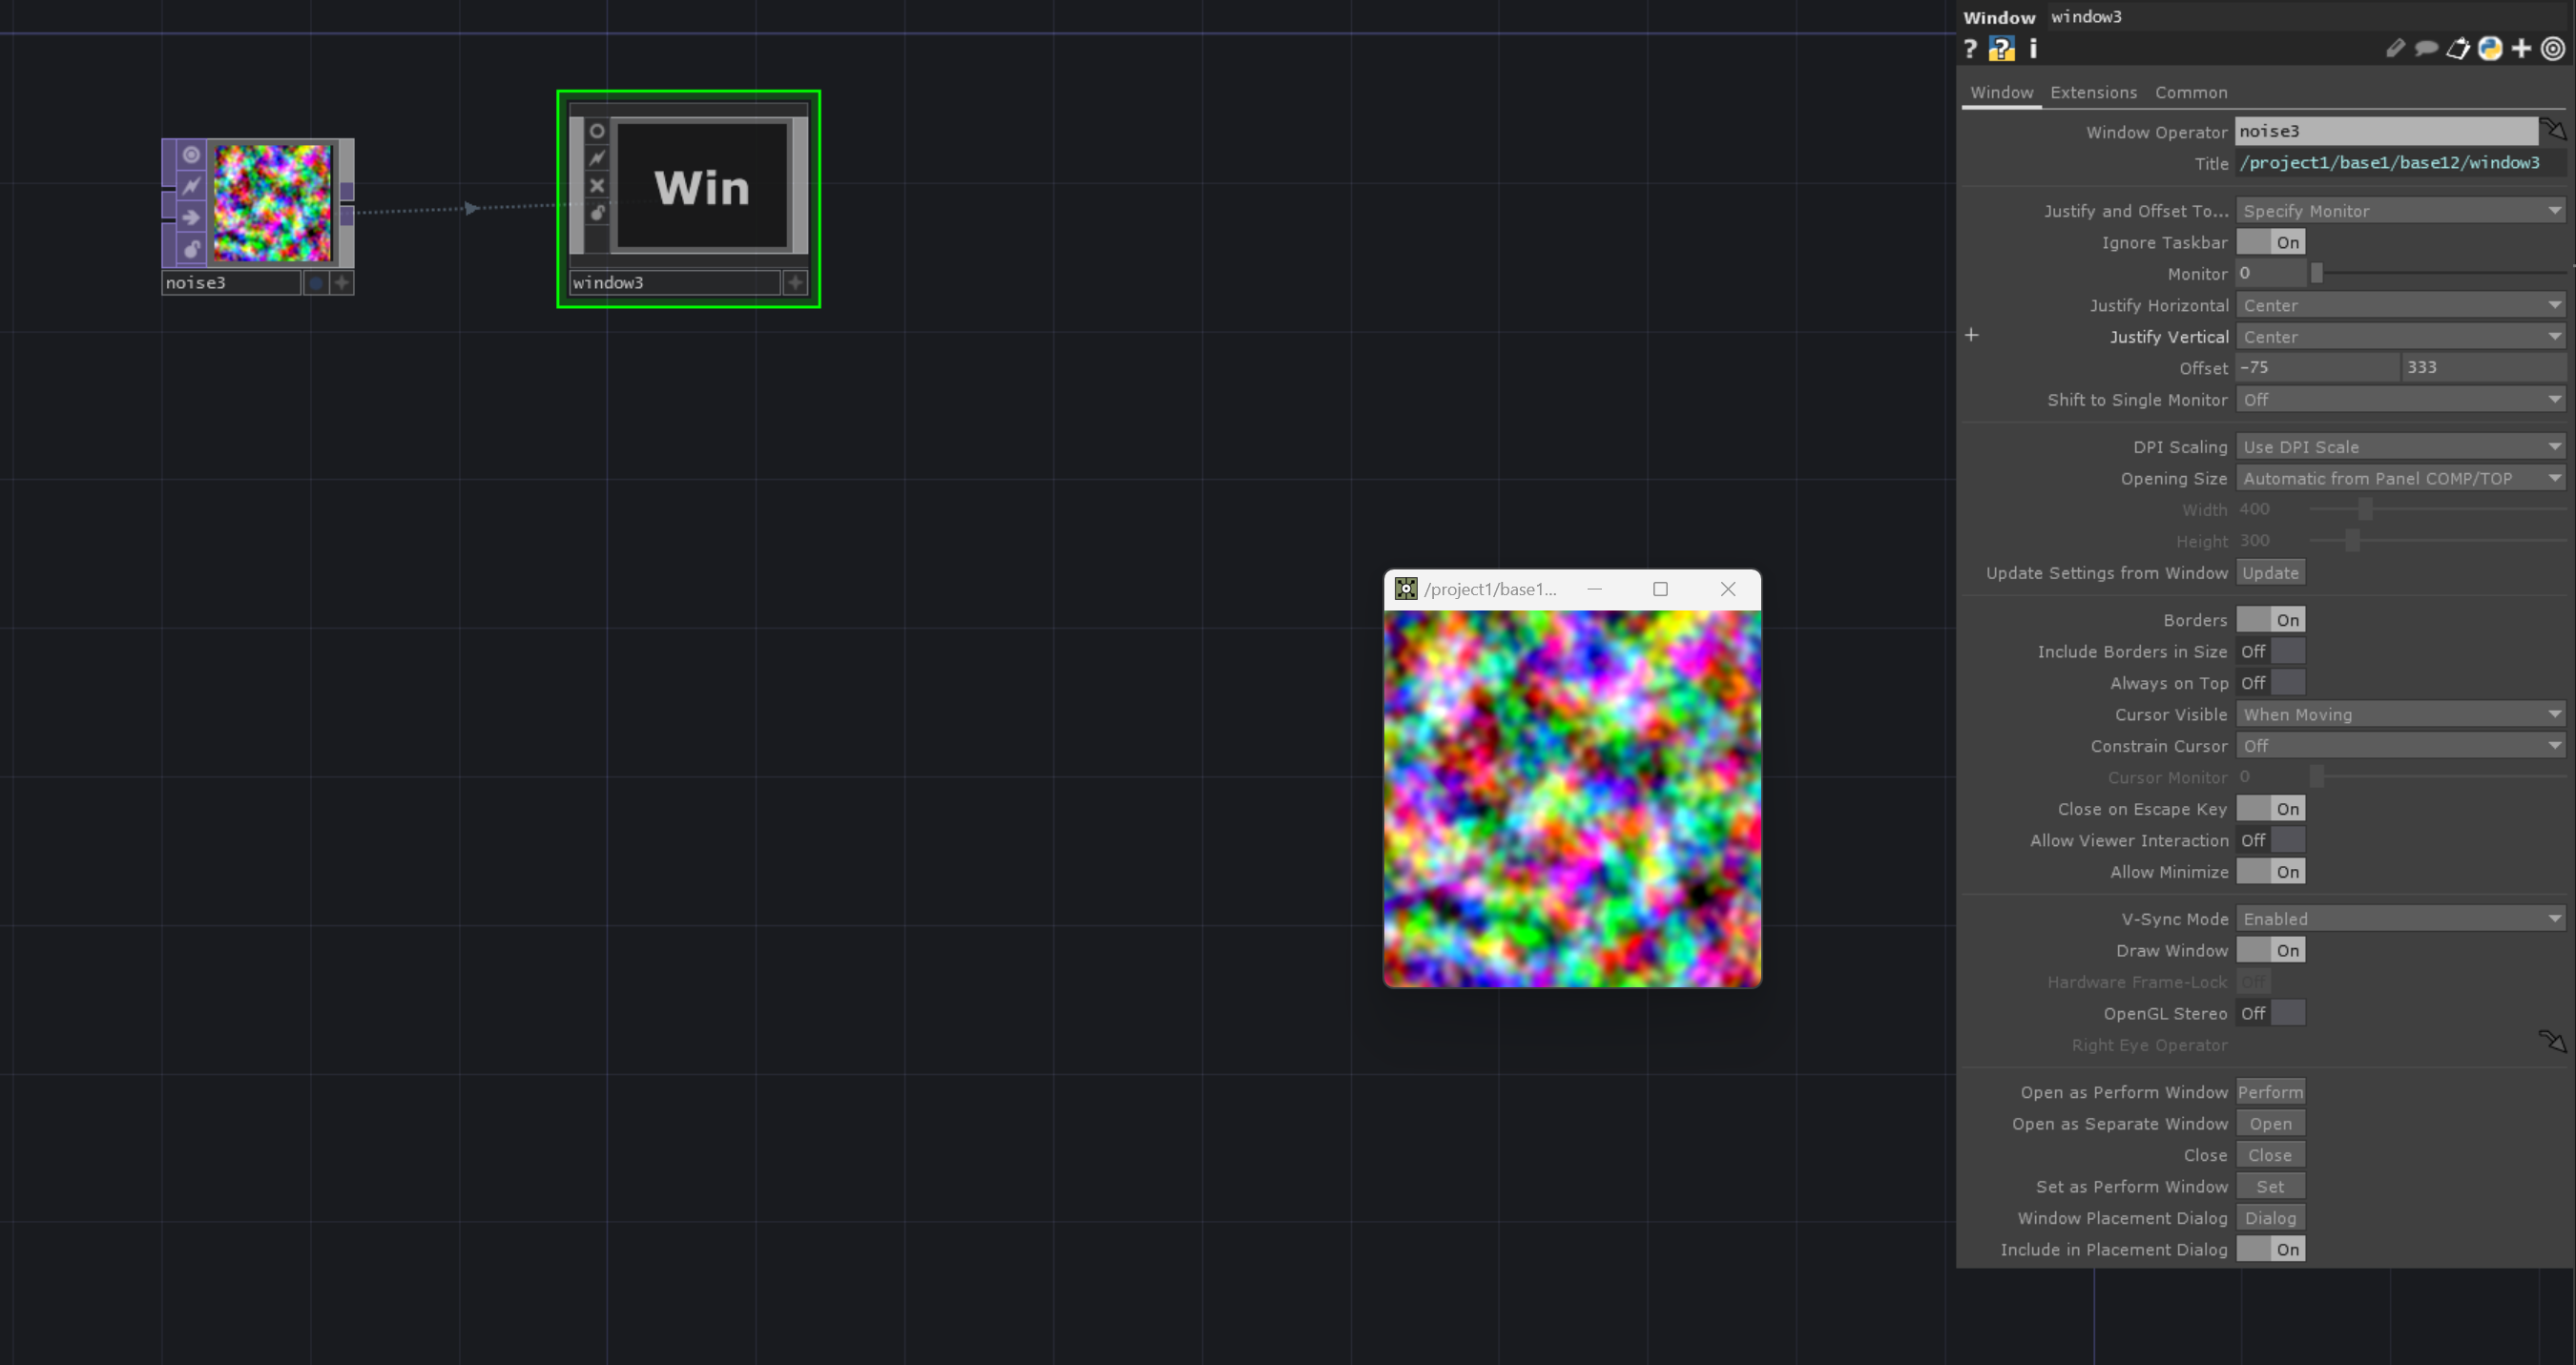 noise3
Win
window3
/project1/base1...
Window window3
? ? i
Window Extensions Common
Window Operator noise3
Title /project1/base1/base12/window3
Justify and Offset To... Specify Monitor
Ignore Taskbar On
Monitor 0
Justify Horizontal Center
+ Justify Vertical Center
Offset -75 333
Shift to Single Monitor Off
DPI Scaling Use DPI Scale
Opening Size Automatic from Panel COMP/TOP
Width 400
Height 300
Update Settings from Window Update
Borders On
Include Borders in Size Off
Always on Top Off
Cursor Visible When Moving
Constrain Cursor Off
Cursor Monitor 0
Close on Escape Key On
Allow Viewer Interaction Off
Allow Minimize On
V-Sync Mode Enabled
Draw Window On
Hardware Frame-Lock Off
OpenGL Stereo Off
Right Eye Operator
Open as Perform Window Perform
Open as Separate Window Open
Close Close
Set as Perform Window Set
Window Placement Dialog Dialog
Include in Placement Dialog On